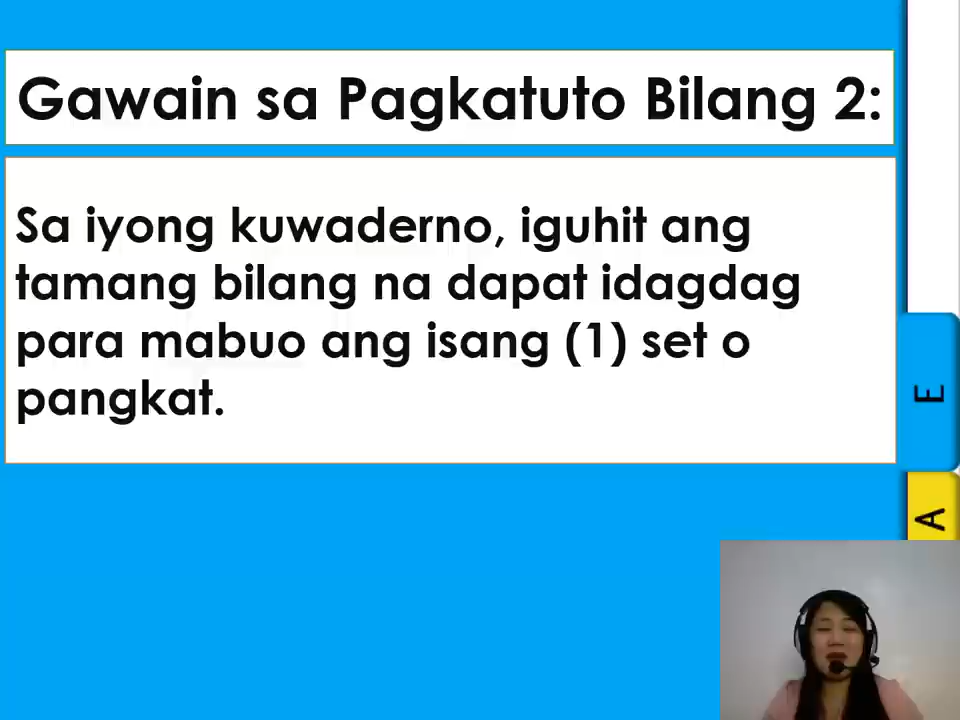 Gawain sa Pagkatuto Bilang 2:
Sa iyong kuwaderno, iguhit ang
tamang bilang na dapat idagdag
para mabuo ang isang (1) set o
pangkat.
E
A